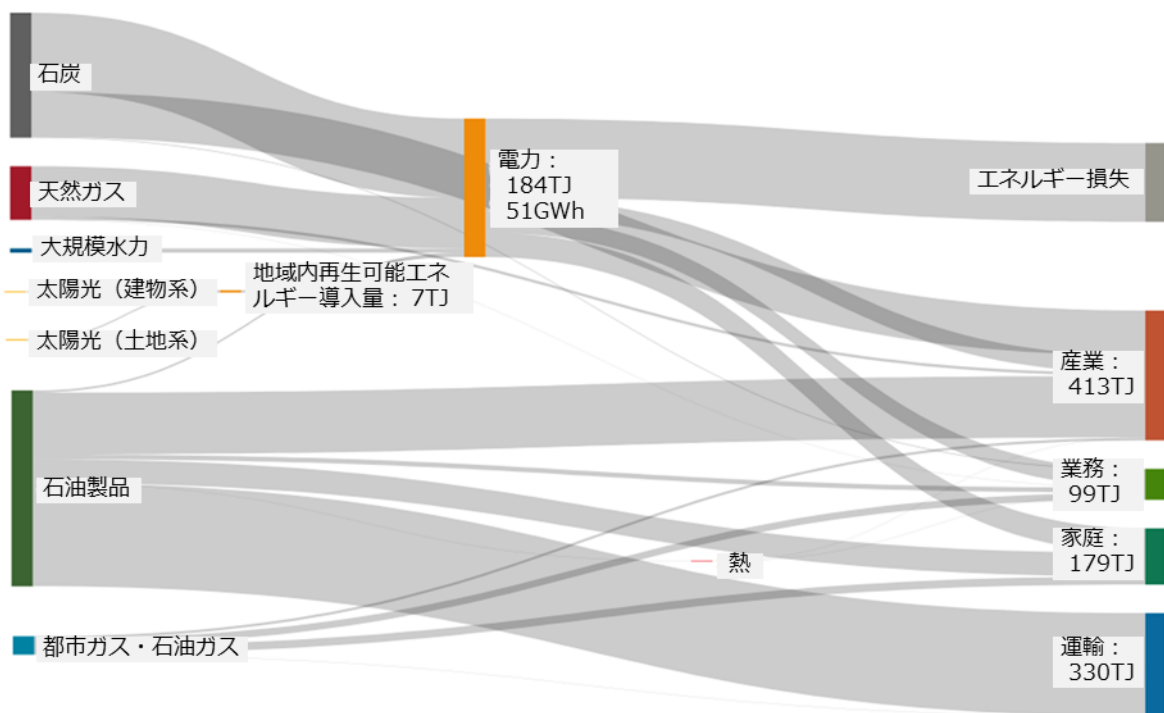 石炭
天然ガス
大規模水力
太陽光（建物系）
太陽光（土地系）
石油製品
都市ガス・石油ガス
地域内再生可能エネ
ルギー導入量： 7TJ
電力：
184TJ
51GWh
熱
エネルギー損失
産業：
413TJ
業務：
99TJ
家庭：
179TJ
運輸：
330TJ